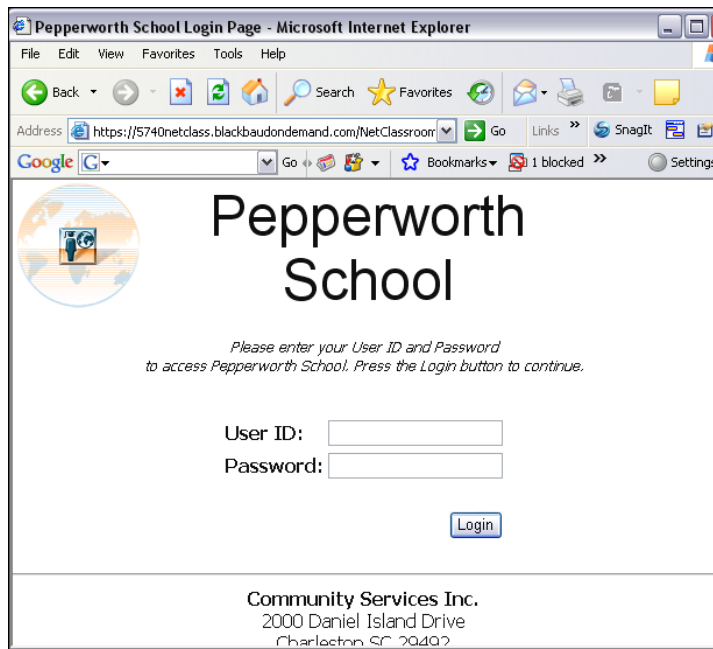 Pepperworth School Login Page - Microsoft Internet Explorer
File Edit View Favorites Tools Help
Back Search Favorites
Address https://5740netclass.blackbaudondemand.com/NetClassroom Go Links » SnagIt
Google G Go Bookmarks 1 blocked » Settings
Pepperworth
School
Please enter your User ID and Password
to access Pepperworth School. Press the Login button to continue.
User ID:
Password:
Login
Community Services Inc.
2000 Daniel Island Drive
Charleston SC 29492